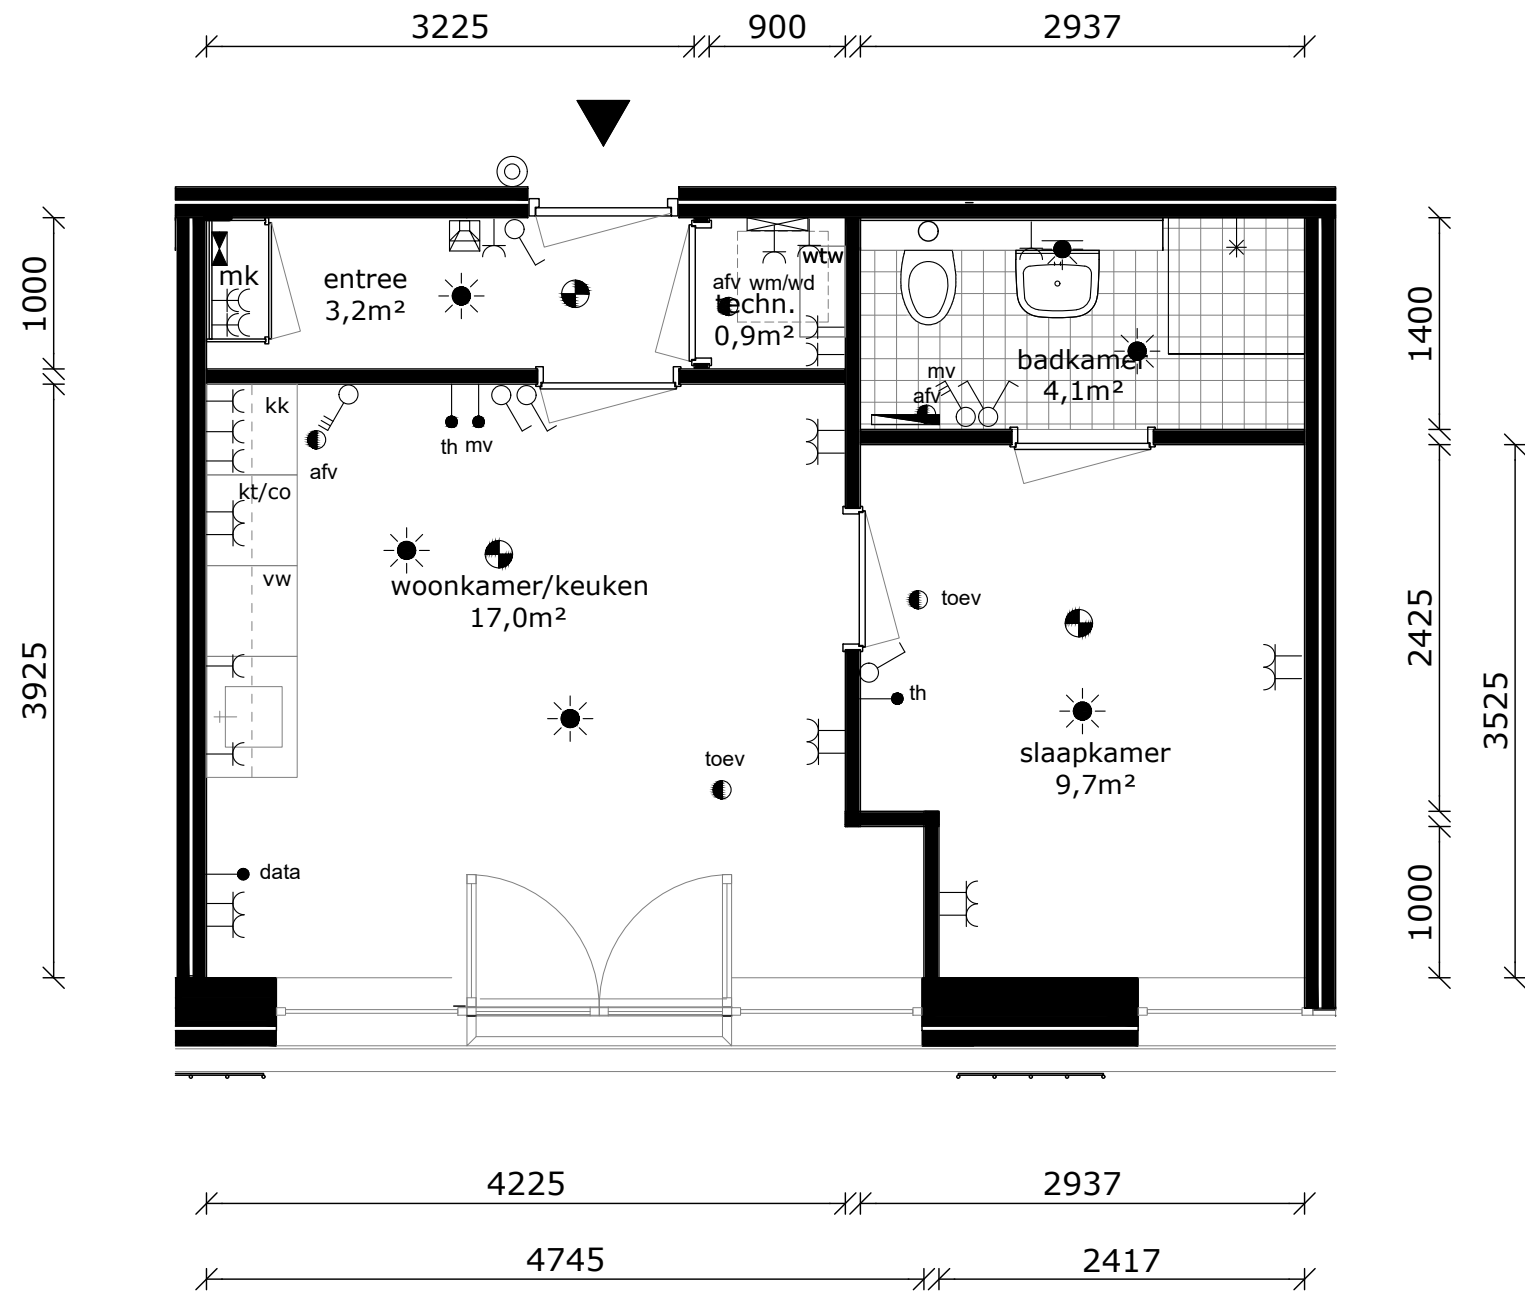 3225 900 2937
1000
mk
entree
3,2m²
afv wm/wd
wtw
techn.
0,9m²
badkamer
4,1m²
mv
afv
1400
kk
afv
th mv
kt/co
vw
woonkamer/keuken
17,0m²
toev
th
slaapkamer
9,7m²
toev
data
3925
2425
3525
1000
4225 2937
4745 2417